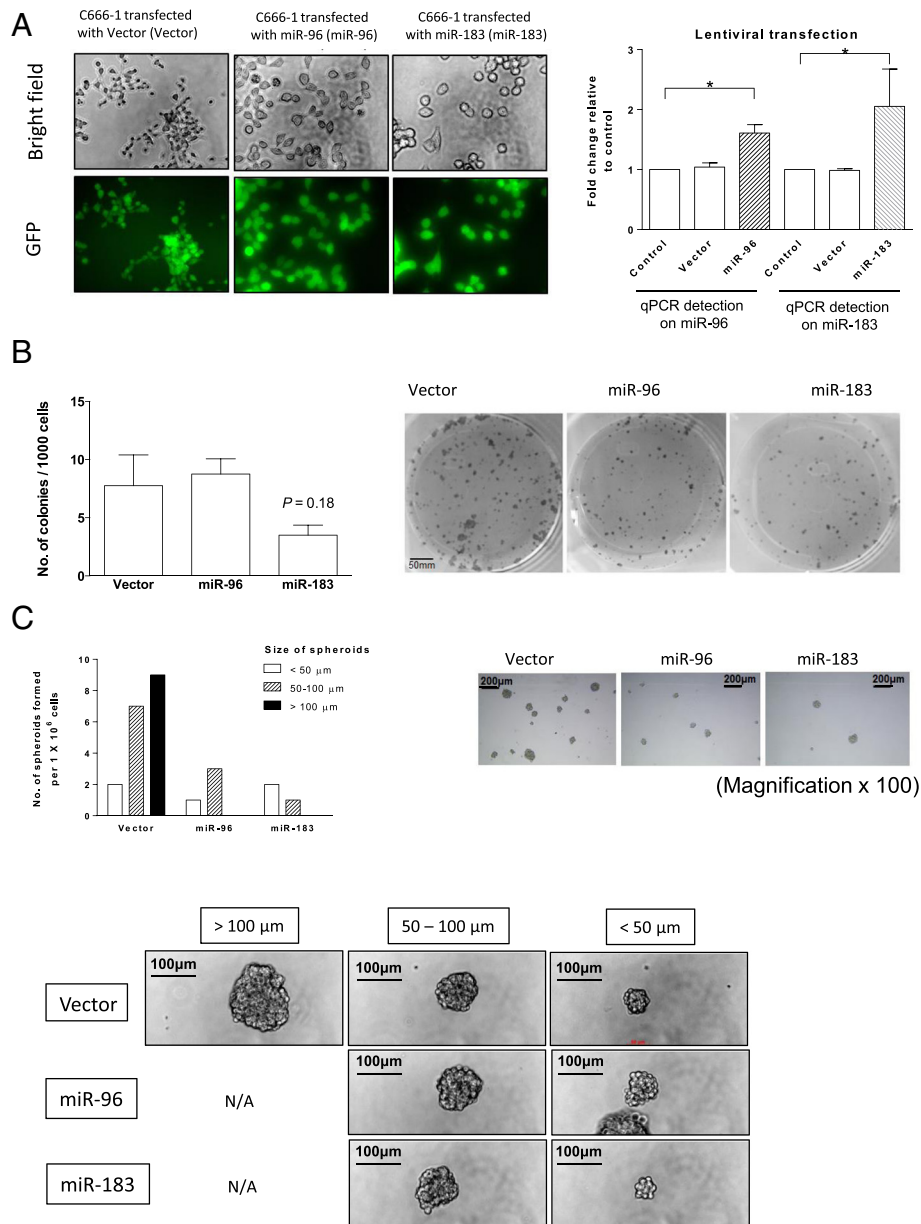 A
C666-1 transfected
with Vector (Vector)
C666-1 transfected
with miR-96 (miR-96)
C666-1 transfected
with miR-183 (miR-183)
Bright field
GFP
Lentiviral transfection
Fold change relative
to control
4
3
2
1
0
*
*
Control
Vector
miR-96
Control
Vector
miR-183
qPCR detection
on miR-96
qPCR detection
on miR-183
B
No. of colonies / 1000 cells
15
10
5
0
P = 0.18
Vector
miR-96
miR-183
Vector
miR-96
miR-183
50mm
C
No. of spheroids formed
per 1 X 10⁶ cells
10
8
6
4
2
0
Size of spheroids
< 50 µm
50-100 µm
> 100 µm
Vector
miR-96
miR-183
Vector
miR-96
miR-183
200µm
200µm
200µm
(Magnification x 100)
> 100 µm
50 – 100 µm
< 50 µm
Vector
100µm
100µm
100µm
miR-96
N/A
100µm
100µm
miR-183
N/A
100µm
100µm